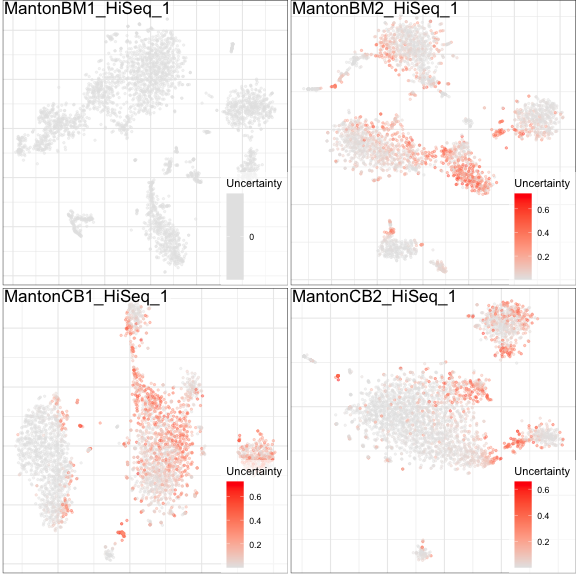 MantonBM1_HiSeq_1
Uncertainty
0
MantonBM2_HiSeq_1
Uncertainty
0.6
0.4
0.2
MantonCB1_HiSeq_1
Uncertainty
0.6
0.4
0.2
MantonCB2_HiSeq_1
Uncertainty
0.6
0.4
0.2